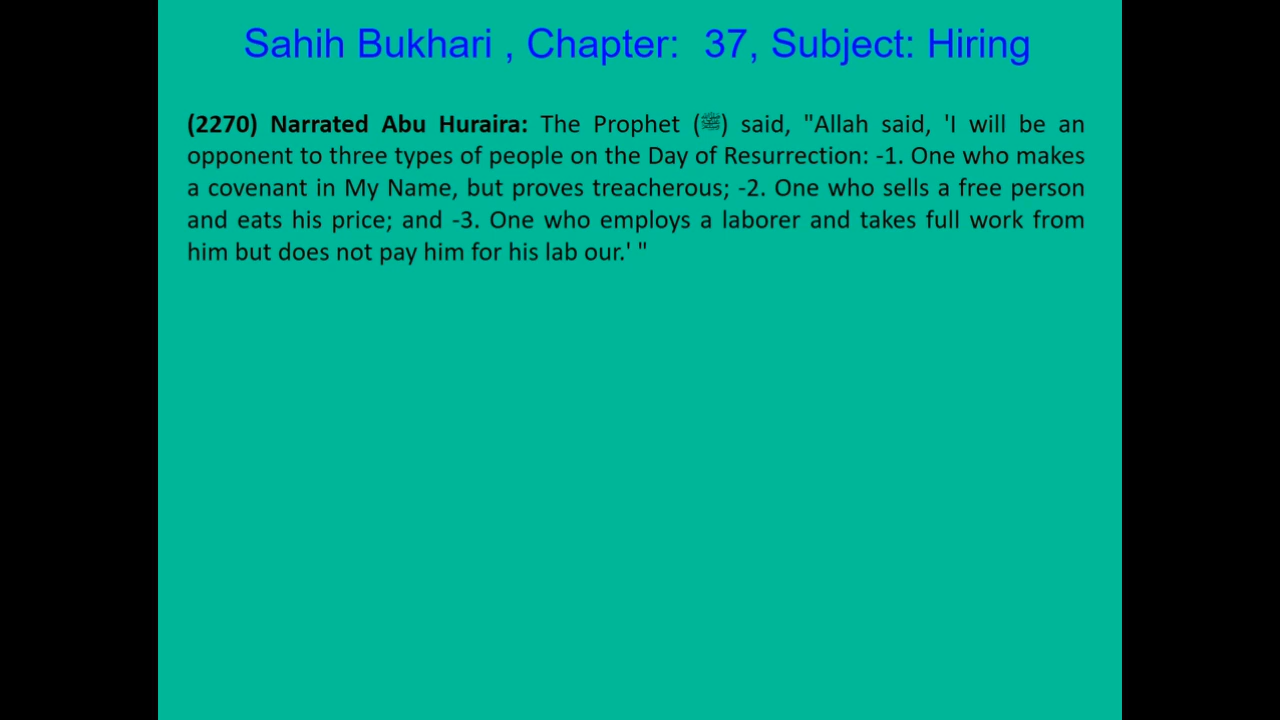 Sahih Bukhari , Chapter:  37, Subject: Hiring
(2270) Narrated Abu Huraira: The Prophet (ﷺ) said, "Allah said, 'I will be an
opponent to three types of people on the Day of Resurrection: -1. One who makes
a covenant in My Name, but proves treacherous; -2. One who sells a free person
and eats his price; and -3. One who employs a laborer and takes full work from
him but does not pay him for his lab our.' "